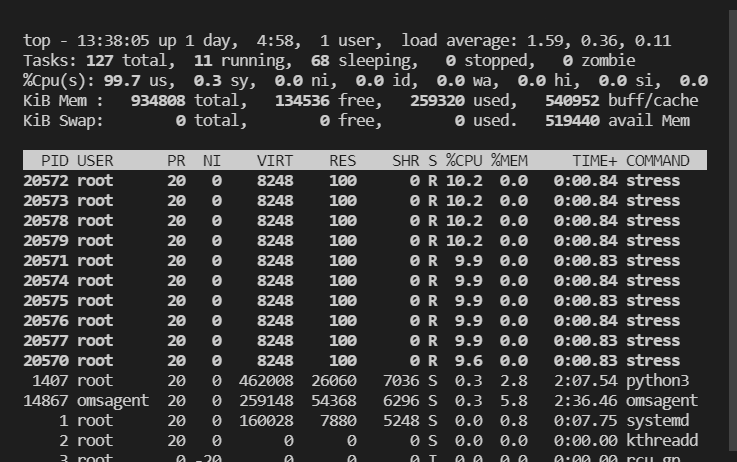 top - 13:38:05 up 1 day,  4:58,  1 user,  load average: 1.59, 0.36, 0.11
Tasks: 127 total,  11 running,  68 sleeping,   0 stopped,   0 zombie
%Cpu(s): 99.7 us,  0.3 sy,  0.0 ni,  0.0 id,  0.0 wa,  0.0 hi,  0.0 si,  0.0
KiB Mem :   934808 total,   134536 free,   259320 used,   540952 buff/cache
KiB Swap:        0 total,        0 free,        0 used.   519440 avail Mem
  PID USER      PR  NI    VIRT    RES    SHR S %CPU %MEM     TIME+ COMMAND
20572 root      20   0    8248    100      0 R 10.2  0.0   0:00.84 stress
20573 root      20   0    8248    100      0 R 10.2  0.0   0:00.84 stress
20578 root      20   0    8248    100      0 R 10.2  0.0   0:00.84 stress
20579 root      20   0    8248    100      0 R 10.2  0.0   0:00.84 stress
20571 root      20   0    8248    100      0 R  9.9  0.0   0:00.83 stress
20574 root      20   0    8248    100      0 R  9.9  0.0   0:00.84 stress
20575 root      20   0    8248    100      0 R  9.9  0.0   0:00.83 stress
20576 root      20   0    8248    100      0 R  9.9  0.0   0:00.84 stress
20577 root      20   0    8248    100      0 R  9.9  0.0   0:00.83 stress
20570 root      20   0    8248    100      0 R  9.6  0.0   0:00.83 stress
 1407 root      20   0  462008  26060   7036 S  0.3  2.8   2:07.54 python3
14867 omsagent  20   0  259148  54368   6296 S  0.3  5.8   2:36.46 omsagent
    1 root      20   0  160028   7880   5248 S  0.0  0.8   0:07.75 systemd
    2 root      20   0       0      0      0 S  0.0  0.0   0:00.00 kthreadd
    3 root       0 -20       0      0      0 I  0.0  0.0   0:00.00 rcu_gp